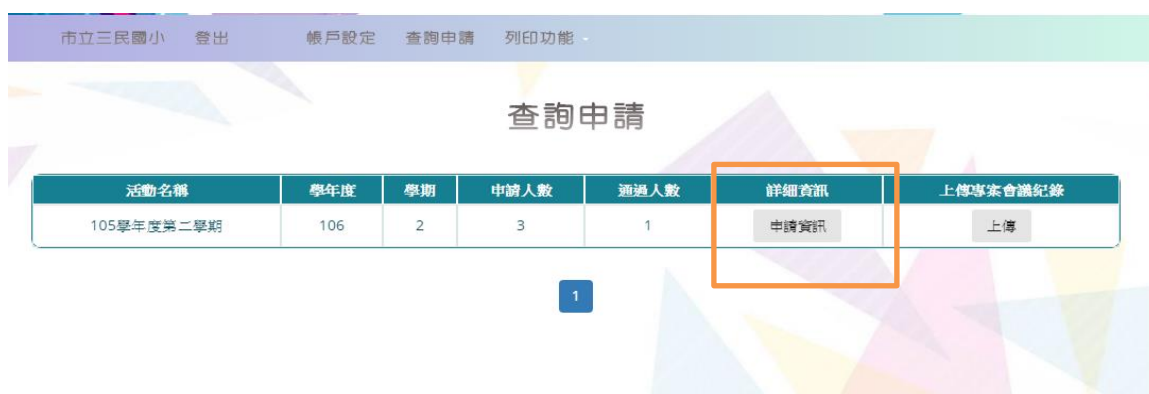 市立三民國小 登出 帳戶設定 查詢申請 列印功能
查詢申請
活動名稱 學年度 學期 申請人數 通過人數 詳細資訊 上傳專案會議紀錄
105學年度第二學期 106 2 3 1 申請資訊 上傳
1